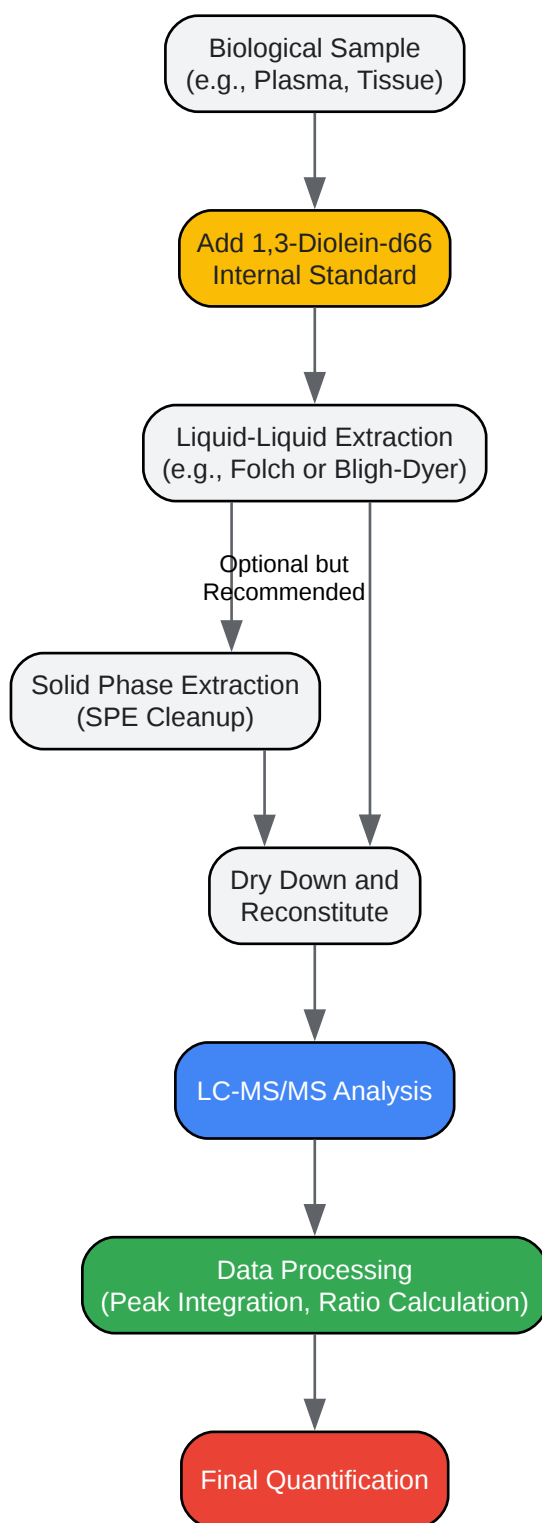 Biological Sample
(e.g., Plasma, Tissue)
Add 1,3-Diolein-d66
Internal Standard
Liquid-Liquid Extraction
(e.g., Folch or Bligh-Dyer)
Optional but
Recommended
Solid Phase Extraction
(SPE Cleanup)
Dry Down and
Reconstitute
LC-MS/MS Analysis
Data Processing
(Peak Integration, Ratio Calculation)
Final Quantification